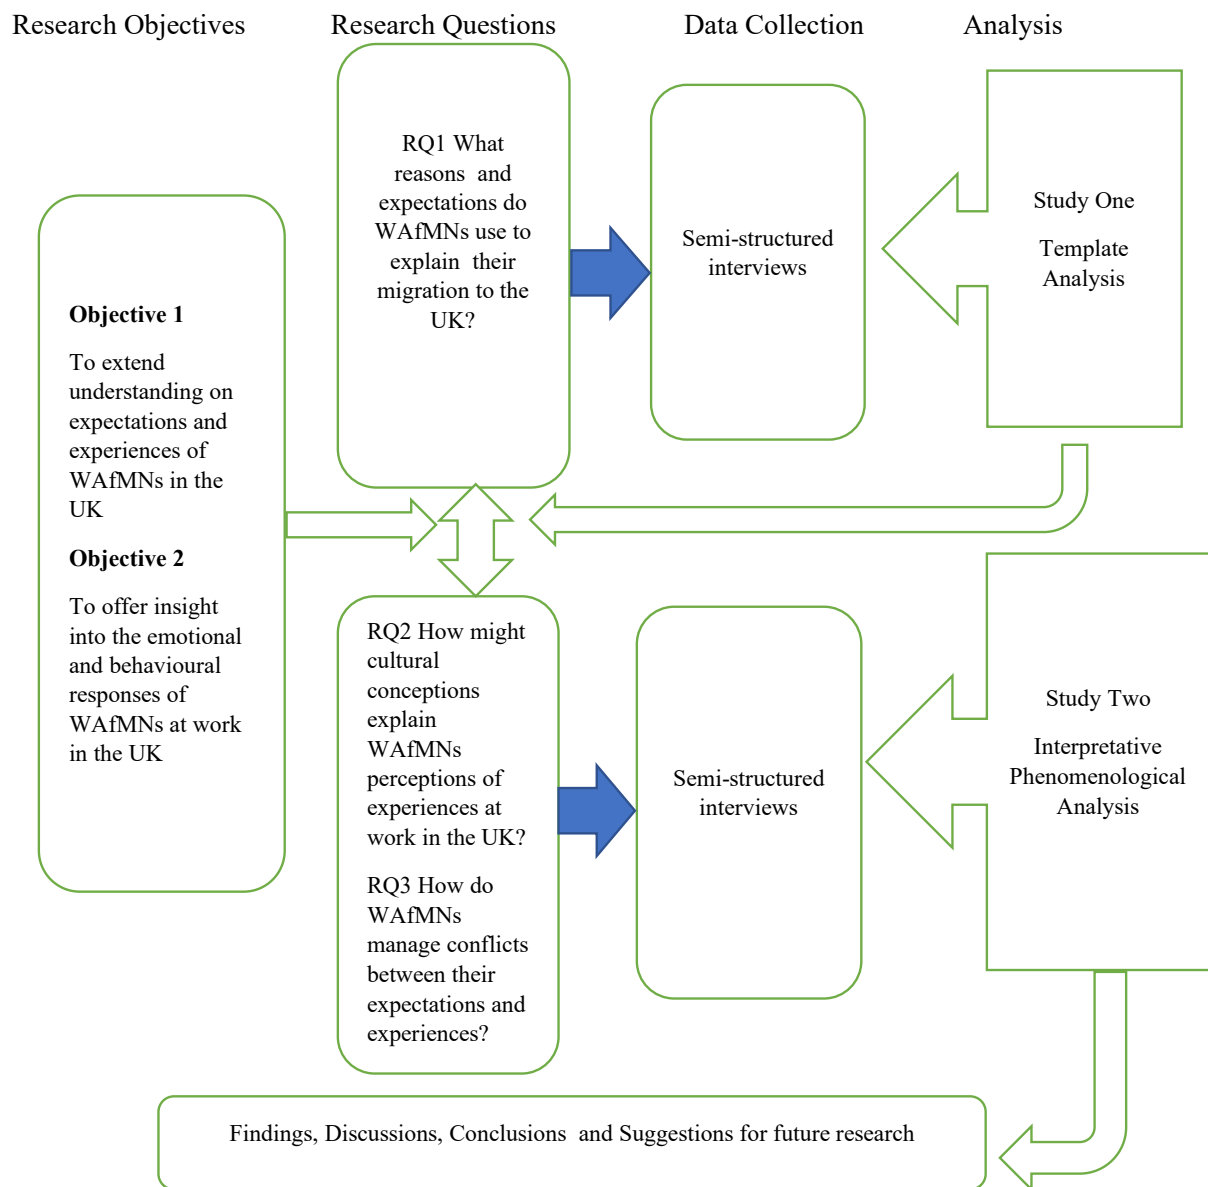 Research Objectives
Research Questions
Data Collection
Analysis
Objective 1
To extend
understanding on
expectations and
experiences of
WAfMNs in the
UK
Objective 2
To offer insight
into the emotional
and behavioural
responses of
WAfMNs at work
in the UK
RQ1 What
reasons and
expectations do
WAfMNs use to
explain their
migration to the
UK?
Semi-structured
interviews
Study One
Template
Analysis
RQ2 How might
cultural
conceptions
explain
WAfMNs
perceptions of
experiences at
work in the UK?
RQ3 How do
WAfMNs
manage conflicts
between their
expectations and
experiences?
Semi-structured
interviews
Study Two
Interpretative
Phenomenological
Analysis
Findings, Discussions, Conclusions and Suggestions for future research